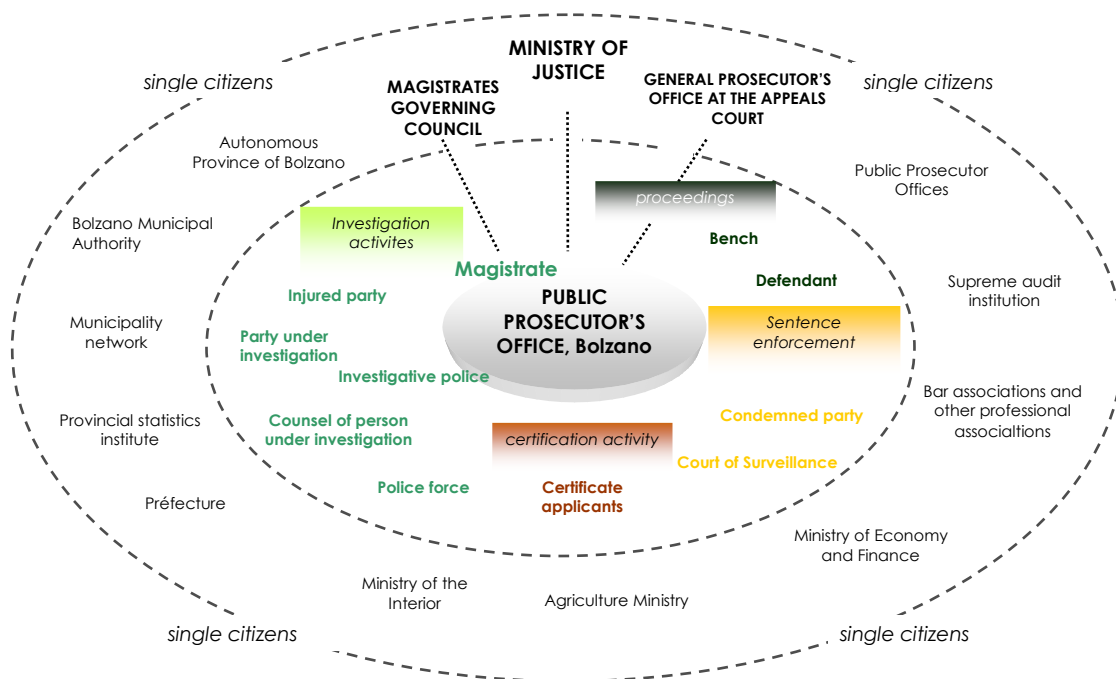 MINISTRY OF
JUSTICE
single citizens
single citizens
MAGISTRATES
GOVERNING
COUNCIL
GENERAL PROSECUTOR'S
OFFICE AT THE APPEALS
COURT
Autonomous
Province of Bolzano
Public Prosecutor
Offices
Bolzano Municipal
Authority
Investigation
activites
proceedings
Bench
Magistrate
Defendant
Supreme audit
institution
Injured party
PUBLIC
PROSECUTOR'S
OFFICE, Bolzano
Municipality
network
Sentence
enforcement
Party under
investigation
Investigative police
Bar associations and
other professional
associaltions
Provincial statistics
institute
Counsel of person
under investigation
Condemned party
certification activity
Court of Surveillance
Police force
Certificate
applicants
Préfecture
Ministry of Economy
and Finance
Ministry of the
Interior
Agriculture Ministry
single citizens
single citizens